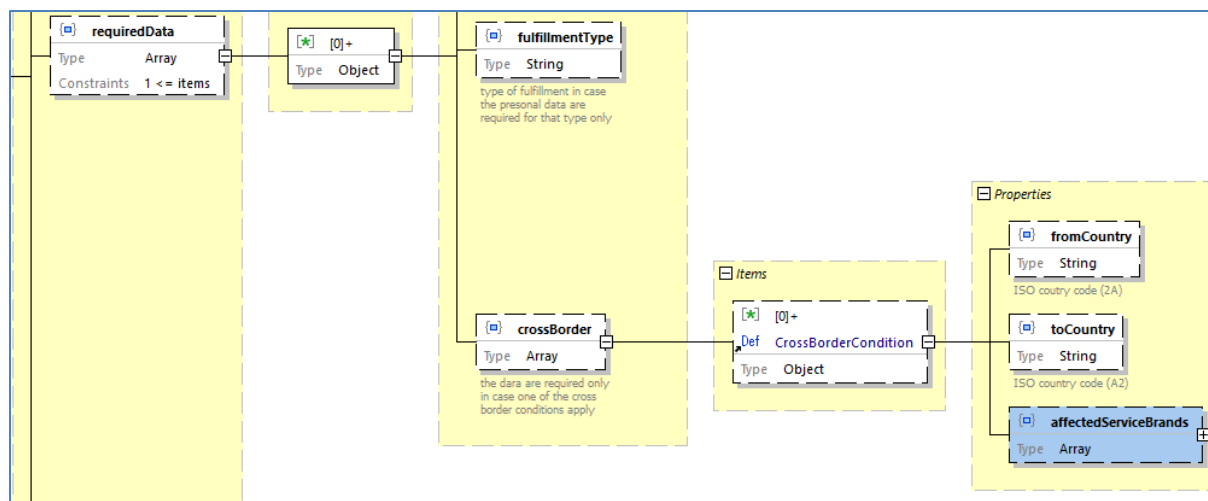 requiredData
Type Array
Constraints 1 <= items
[*] [0]+
Type Object
fulfillmentType
Type String
type of fulfillment in case
the presonal data are
required for that type only
crossBorder
Type Array
the dara are required only
in case one of the cross
border conditions apply
Items
[*] [0]+
Def CrossBorderCondition
Type Object
Properties
fromCountry
Type String
ISO coutry code (2A)
toCountry
Type String
ISO country code (A2)
affectedServiceBrands
Type Array